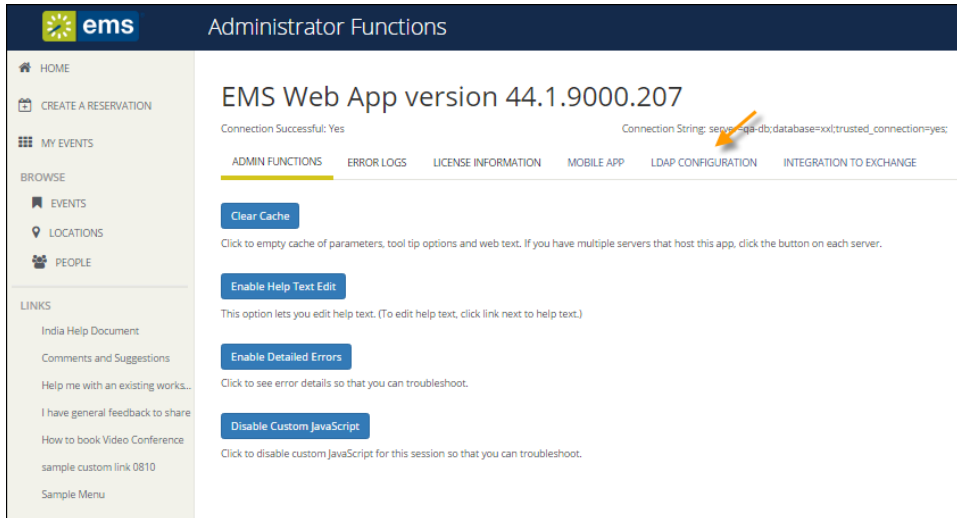 ems
Administrator Functions
HOME
CREATE A RESERVATION
MY EVENTS
BROWSE
EVENTS
LOCATIONS
PEOPLE
LINKS
India Help Document
Comments and Suggestions
Help me with an existing works...
I have general feedback to share
How to book Video Conference
sample custom link 0810
Sample Menu
EMS Web App version 44.1.9000.207
Connection Successful: Yes
Connection String: server=qa-db;database=xxl;trusted_connection=yes;
ADMIN FUNCTIONS ERROR LOGS LICENSE INFORMATION MOBILE APP LDAP CONFIGURATION INTEGRATION TO EXCHANGE
Clear Cache
Click to empty cache of parameters, tool tip options and web text. If you have multiple servers that host this app, click the button on each server.
Enable Help Text Edit
This option lets you edit help text. (To edit help text, click link next to help text.)
Enable Detailed Errors
Click to see error details so that you can troubleshoot.
Disable Custom JavaScript
Click to disable custom JavaScript for this session so that you can troubleshoot.